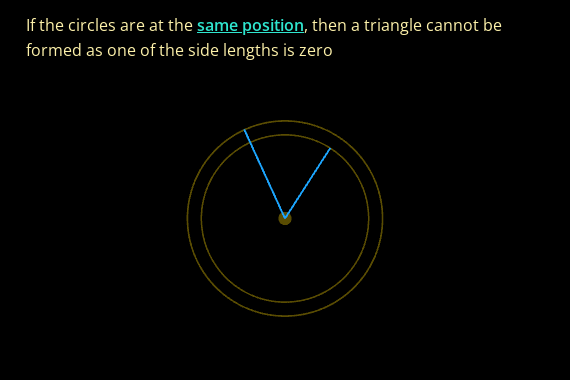 If the circles are at the same position, then a triangle cannot be
formed as one of the side lengths is zero